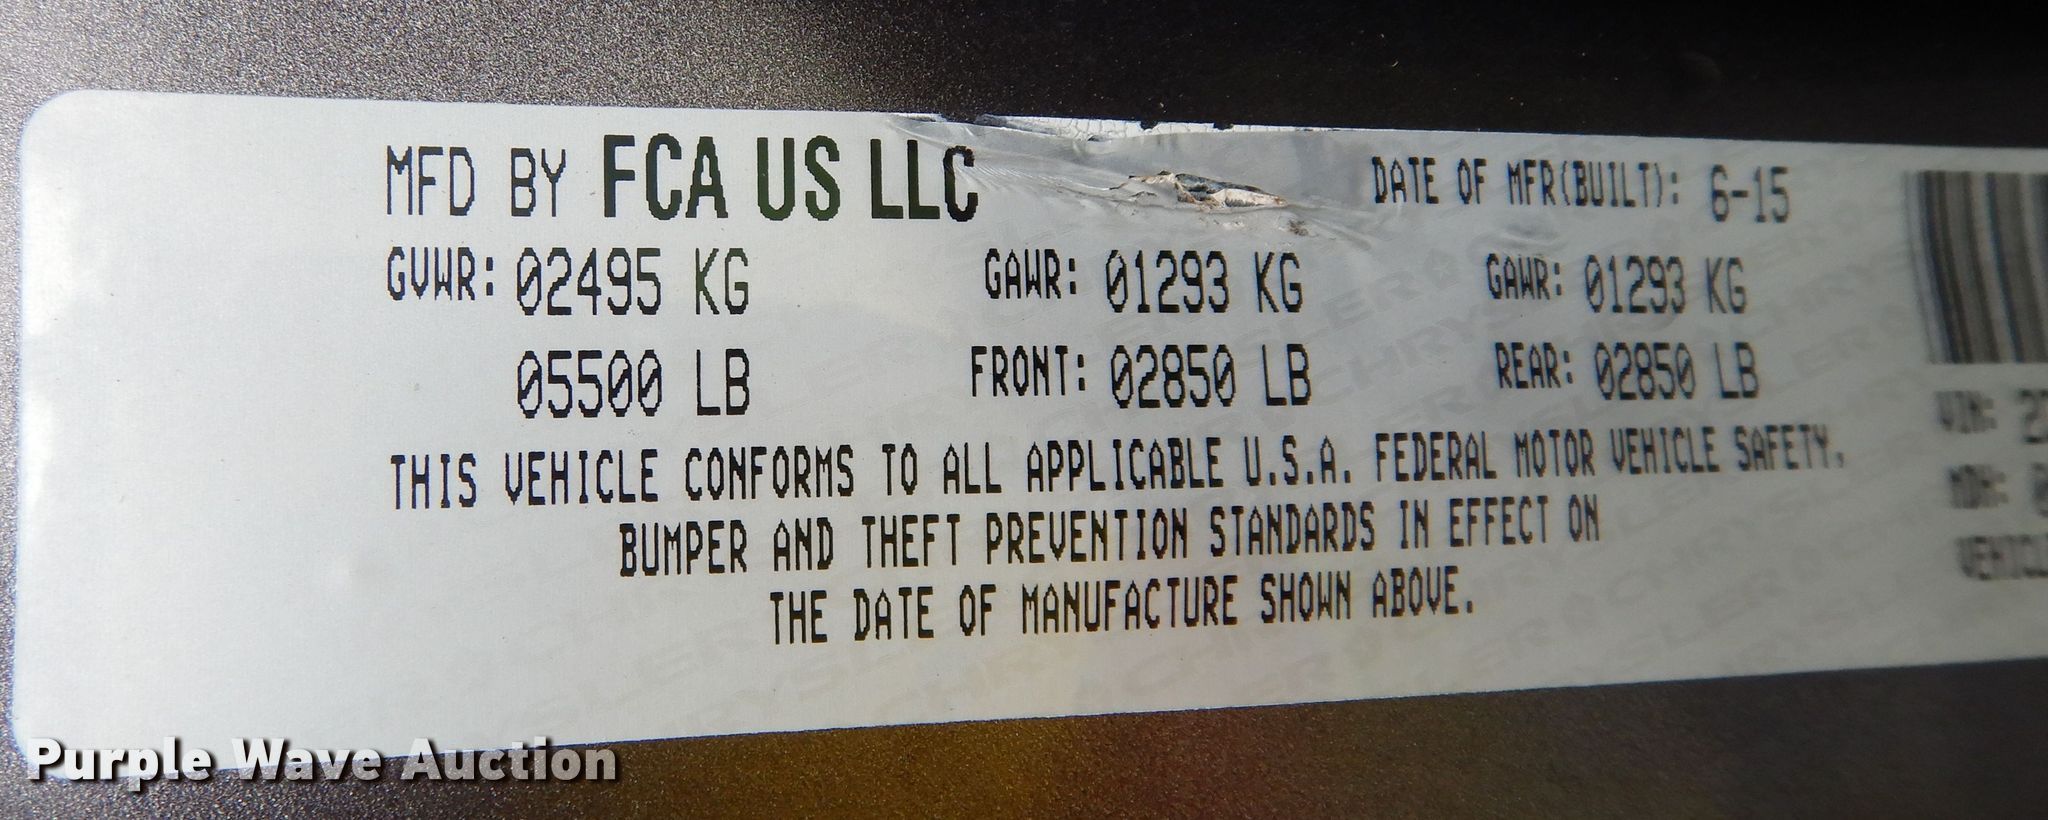 MFD BY FCA US LLC DATE OF MFR(BUILT): 6-15
GVWR: 02495 KG GAWR: 01293 KG GAWR: 01293 KG
05500 LB FRONT: 02850 LB REAR: 02850 LB
THIS VEHICLE CONFORMS TO ALL APPLICABLE U.S.A. FEDERAL MOTOR VEHICLE SAFETY,
BUMPER AND THEFT PREVENTION STANDARDS IN EFFECT ON
THE DATE OF MANUFACTURE SHOWN ABOVE.
VIN:
MDH:
Purple Wave Auction